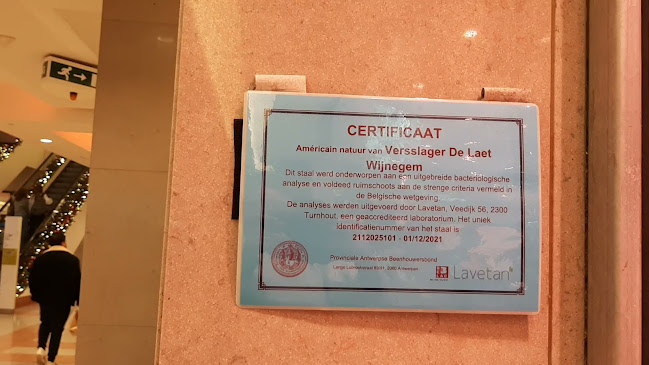 CERTIFICAAT
Américain natuur van Versslager De Laet
Wijnegem
Dit staal werd onderworpen aan een uitgebreide bacteriologische
analyse en voldeed ruimschoots aan de strenge criteria vermeld in
de Belgische wetgeving.
De analyses werden uitgevoerd door Lavetan, Veedijk 56, 2300
Turnhout, een geaccrediteerd laboratorium. Het uniek
identificatienummer van het staal is
2112025101 - 01/12/2021
Provinciale Antwerpse Beenhouwersbond
Antwerpen
Lavetan